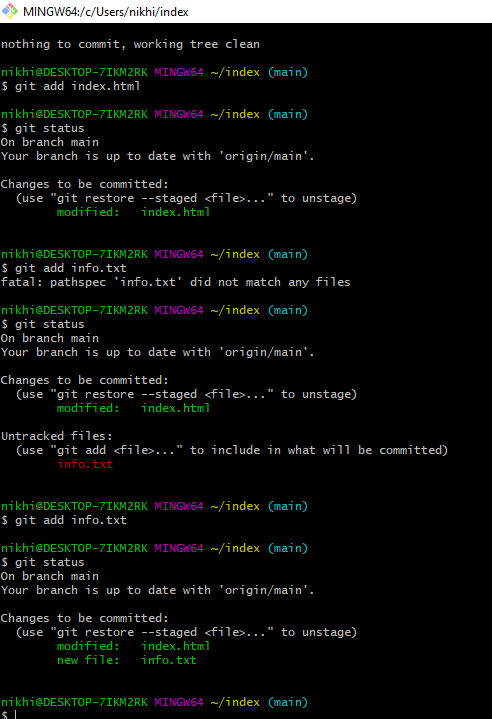 MINGW64:/c/Users/nikhi/index
nothing to commit, working tree clean
nikhi@DESKTOP-7IKM2RK MINGW64 ~/index (main)
$ git add index.html
nikhi@DESKTOP-7IKM2RK MINGW64 ~/index (main)
$ git status
On branch main
Your branch is up to date with 'origin/main'.
Changes to be committed:
  (use "git restore --staged <file>..." to unstage)
        modified:   index.html
nikhi@DESKTOP-7IKM2RK MINGW64 ~/index (main)
$ git add info.txt
fatal: pathspec 'info.txt' did not match any files
nikhi@DESKTOP-7IKM2RK MINGW64 ~/index (main)
$ git status
On branch main
Your branch is up to date with 'origin/main'.
Changes to be committed:
  (use "git restore --staged <file>..." to unstage)
        modified:   index.html
Untracked files:
  (use "git add <file>..." to include in what will be committed)
        info.txt
nikhi@DESKTOP-7IKM2RK MINGW64 ~/index (main)
$ git add info.txt
nikhi@DESKTOP-7IKM2RK MINGW64 ~/index (main)
$ git status
On branch main
Your branch is up to date with 'origin/main'.
Changes to be committed:
  (use "git restore --staged <file>..." to unstage)
        modified:   index.html
        new file:   info.txt
nikhi@DESKTOP-7IKM2RK MINGW64 ~/index (main)
$